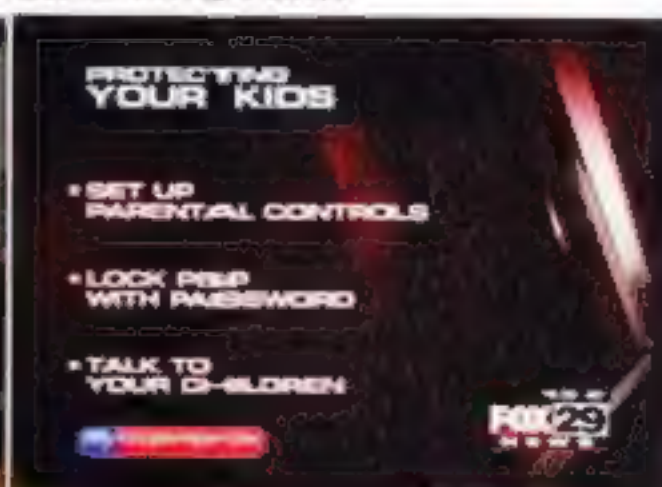 PROTECTING
YOUR KIDS
• SET UP
PARENTAL CONTROLS
• LOCK PSP
WITH PASSWORD
• TALK TO
YOUR CHILDREN
FOX 29
NEWS